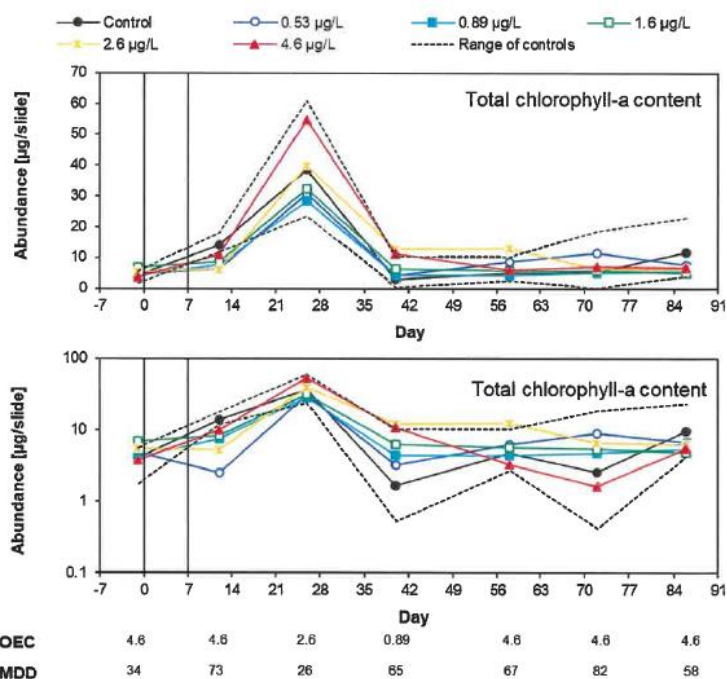 Control 0.53 µg/L 0.89 µg/L 1.6 µg/L
2.6 µg/L 4.6 µg/L Range of controls
Total chlorophyll-a content
Abundance [µg/slide]
70
60
50
40
30
20
10
0
-7 0 7 14 21 28 35 42 49 56 63 70 77 84 91
Day
Total chlorophyll-a content
Abundance [µg/slide]
100
10
1
0.1
-7 0 7 14 21 28 35 42 49 56 63 70 77 84 91
Day
OEC 4.6 4.6 2.6 0.89 4.6 4.6 4.6
MDD 34 73 26 65 67 82 58